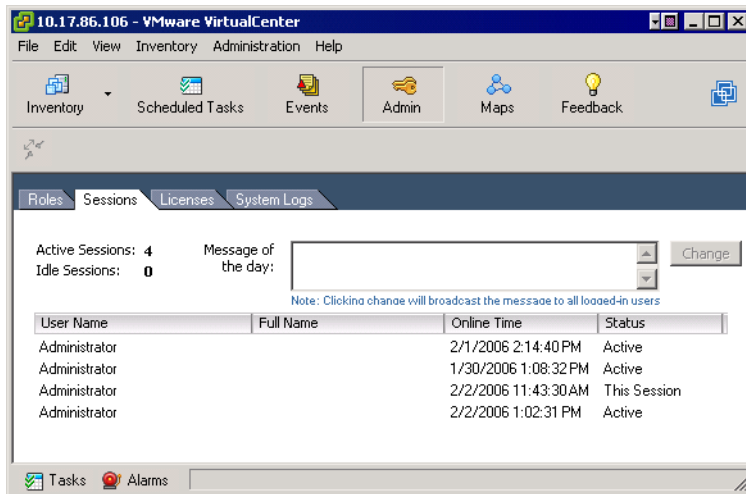 10.17.86.106 - VMware VirtualCenter
File Edit View Inventory Administration Help
Inventory Scheduled Tasks Events Admin Maps Feedback
Roles Sessions Licenses System Logs
Active Sessions: 4
Idle Sessions: 0
Message of
the day:
Change
Note: Clicking change will broadcast the message to all logged-in users
User Name Full Name Online Time Status
Administrator 2/1/2006 2:14:40 PM Active
Administrator 1/30/2006 1:08:32 PM Active
Administrator 2/2/2006 11:43:30 AM This Session
Administrator 2/2/2006 1:02:31 PM Active
Tasks Alarms